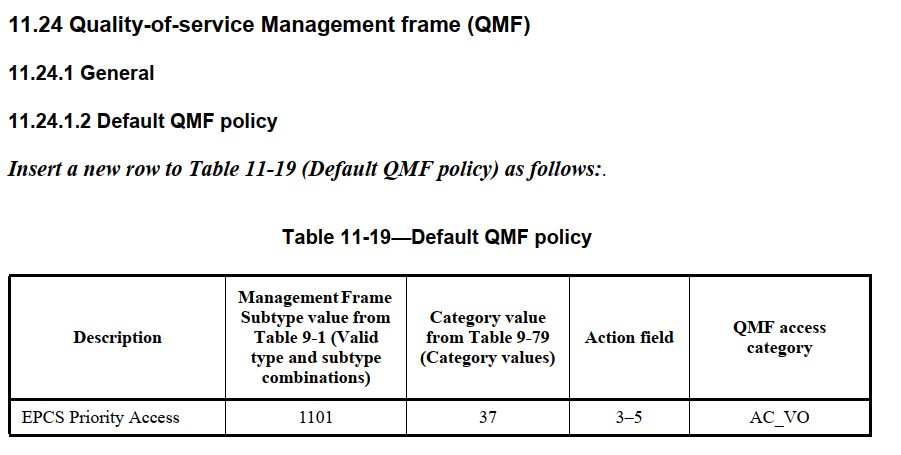 11.24 Quality-of-service Management frame (QMF)
11.24.1 General
11.24.1.2 Default QMF policy
Insert a new row to Table 11-19 (Default QMF policy) as follows:.
Table 11-19—Default QMF policy
Description
Management Frame
Subtype value from
Table 9-1 (Valid
type and subtype
combinations)
Category value
from Table 9-79
(Category values)
Action field
QMF access
category
EPCS Priority Access
1101
37
3–5
AC_VO